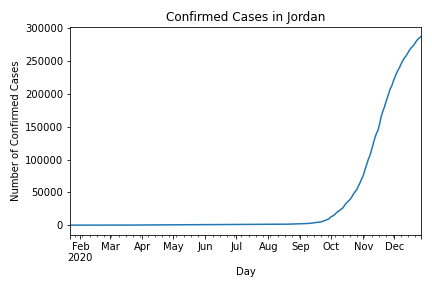 Confirmed Cases in Jordan
300000
250000
200000
150000
100000
50000
0
Number of Confirmed Cases
Feb Mar Apr May Jun Jul Aug Sep Oct Nov Dec
2020
Day